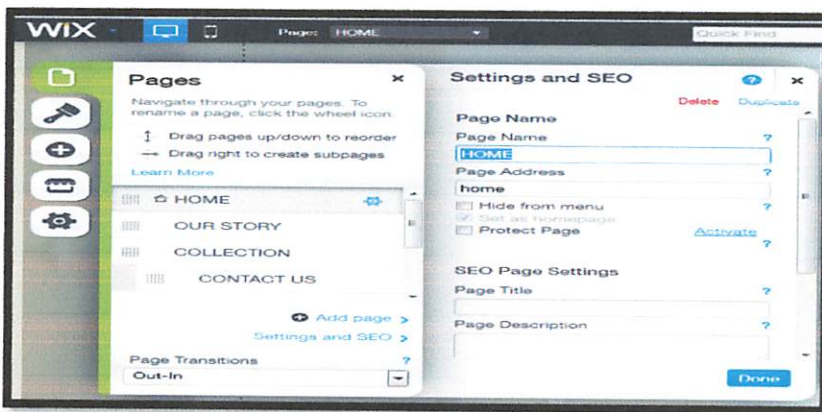 WiX
Page: HOME
Quick Find
Pages
Navigate through your pages. To
rename a page, click the wheel icon.
Drag pages up/down to reorder
Drag right to create subpages
Learn More
HOME
OUR STORY
COLLECTION
CONTACT US
Add page >
Settings and SEO >
Page Transitions ?
Out-In
Settings and SEO ?
Delete Duplicate
Page Name
Page Name ?
HOME
Page Address ?
home
Hide from menu ?
Set as homepage
Protect Page Activate
?
SEO Page Settings
Page Title ?
Page Description ?
Done